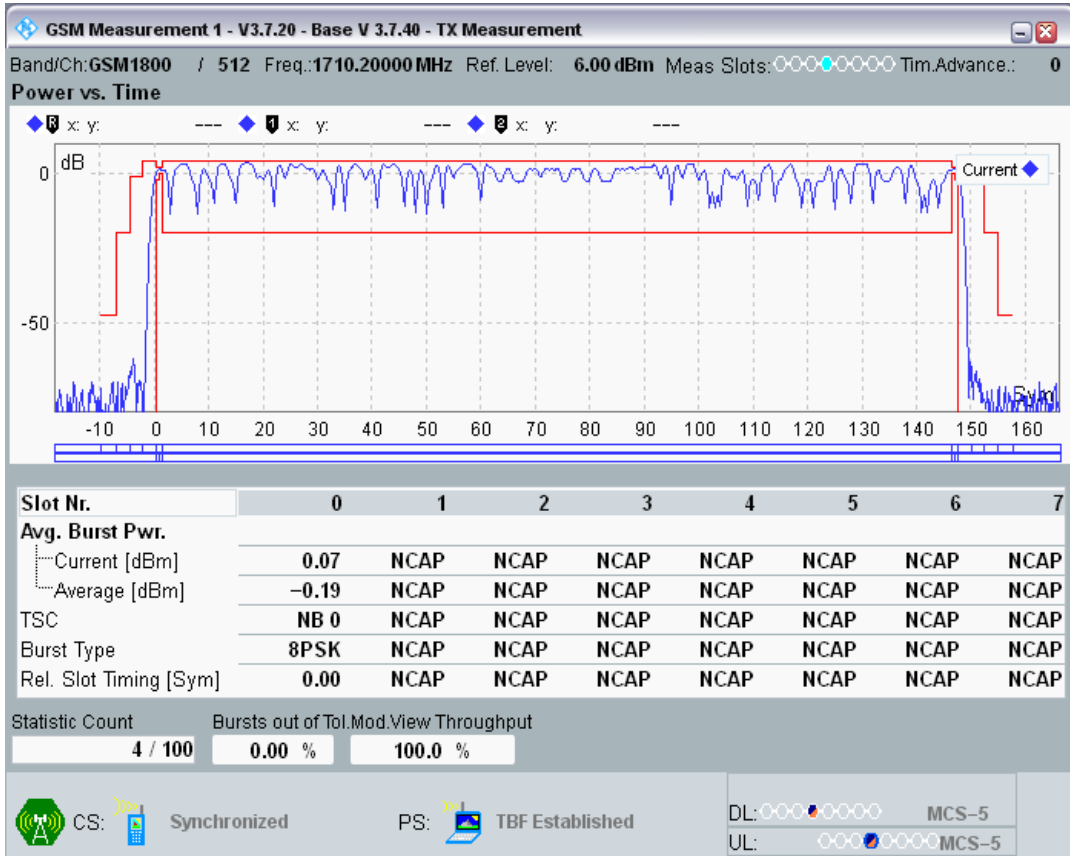 GSM Measurement 1 - V3.7.20 - Base V 3.7.40 - TX Measurement
Band/Ch:GSM1800 / 512 Freq.:1710.20000 MHz Ref. Level: 6.00 dBm Meas Slots: Tim.Advance.: 0
Power vs. Time
R x: y: --- 1 x: y: --- 2 x: y: ---
dB
Current
0
-50
Sym
-10 0 10 20 30 40 50 60 70 80 90 100 110 120 130 140 150 160
Slot Nr. 0 1 2 3 4 5 6 7
Avg. Burst Pwr.
Current [dBm] 0.07 NCAP NCAP NCAP NCAP NCAP NCAP NCAP
Average [dBm] −0.19 NCAP NCAP NCAP NCAP NCAP NCAP NCAP
TSC NB 0 NCAP NCAP NCAP NCAP NCAP NCAP NCAP
Burst Type 8PSK NCAP NCAP NCAP NCAP NCAP NCAP NCAP
Rel. Slot Timing [Sym] 0.00 NCAP NCAP NCAP NCAP NCAP NCAP NCAP
Statistic Count Bursts out of Tol. Mod.View Throughput
4 / 100 0.00 % 100.0 %
CS: Synchronized PS: TBF Established
DL: MCS−5
UL: MCS−5